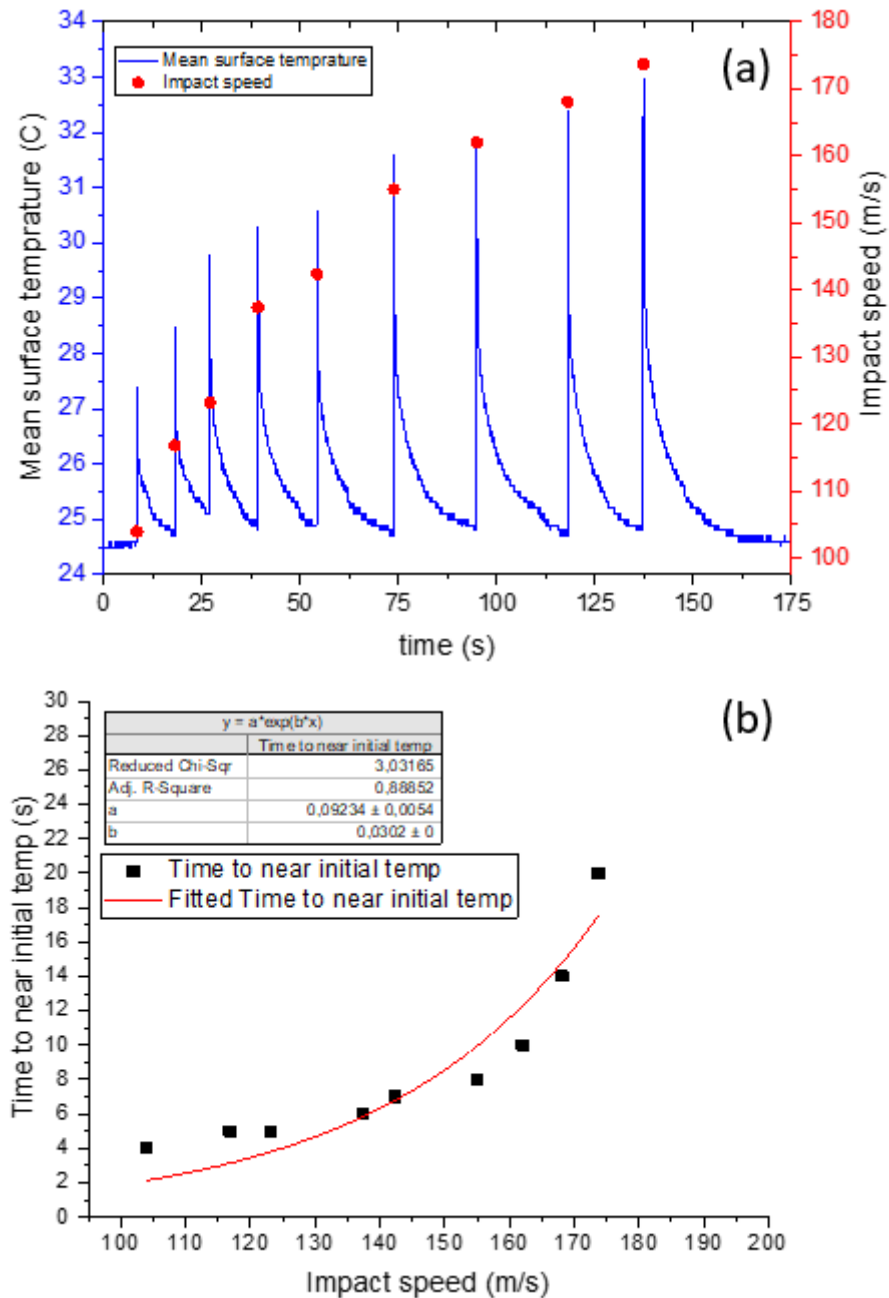 34
33
32
31
30
29
28
27
26
25
24
Mean surface temprature (C)
Mean surface temprature
Impact speed
(a)
180
170
160
150
140
130
120
110
100
Impact speed (m/s)
0 25 50 75 100 125 150 175
time (s)
30
28
26
24
22
20
18
16
14
12
10
8
6
4
2
0
Time to near initial temp (s)
y = a*exp(b*x)
Time to near initial temp
Reduced Chi-Sqr 3,03165
Adj. R-Square 0,88852
a 0,09234 ± 0,0054
b 0,0302 ± 0
Time to near initial temp
Fitted Time to near initial temp
(b)
100 110 120 130 140 150 160 170 180 190 200
Impact speed (m/s)